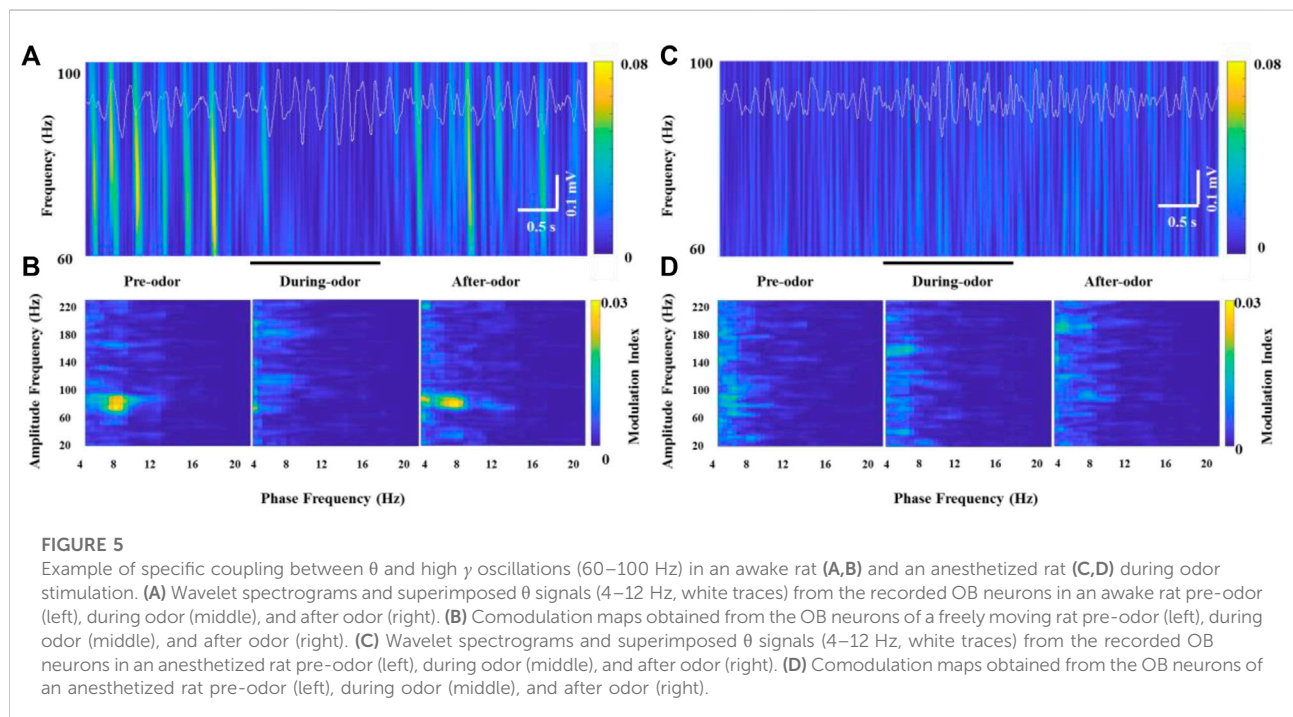 A
C
100
Frequency (Hz)
60
0.5 s
0.1 mV
0.08
0
100
Frequency (Hz)
60
0.5 s
0.1 mV
0.08
0
B
Pre-odor During-odor After-odor
D
Pre-odor During-odor After-odor
Amplitude Frequency (Hz)
220
180
140
100
60
20
4 8 12 16 20 4 8 12 16 20 4 8 12 16 20
Phase Frequency (Hz)
0.03
Modulation Index
0
Amplitude Frequency (Hz)
220
180
140
100
60
20
4 8 12 16 20 4 8 12 16 20 4 8 12 16 20
Phase Frequency (Hz)
0.03
Modulation Index
0
FIGURE 5
Example of specific coupling between θ and high γ oscillations (60–100 Hz) in an awake rat (A,B) and an anesthetized rat (C,D) during odor
stimulation. (A) Wavelet spectrograms and superimposed θ signals (4–12 Hz, white traces) from the recorded OB neurons in an awake rat pre-odor
(left), during odor (middle), and after odor (right). (B) Comodulation maps obtained from the OB neurons of a freely moving rat pre-odor (left), during
odor (middle), and after odor (right). (C) Wavelet spectrograms and superimposed θ signals (4–12 Hz, white traces) from the recorded OB
neurons in an anesthetized rat pre-odor (left), during odor (middle), and after odor (right). (D) Comodulation maps obtained from the OB neurons of
an anesthetized rat pre-odor (left), during odor (middle), and after odor (right).